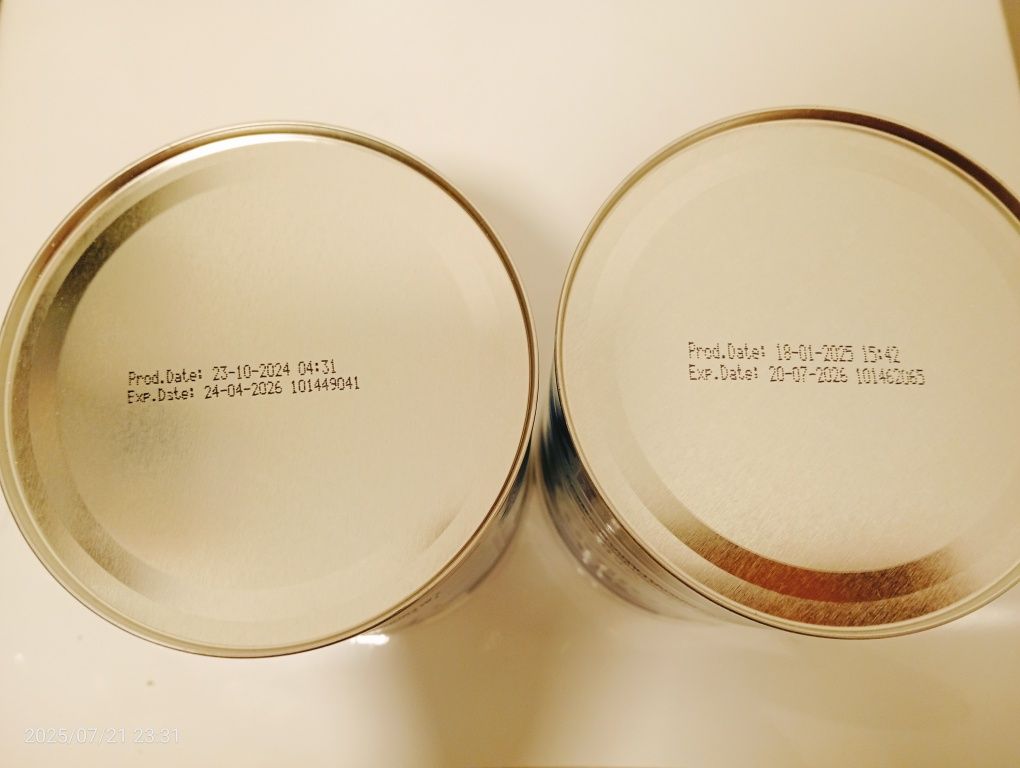 Prod.Date: 23-10-2024 04:31
Exp.Date: 24-04-2026 101449041
Prod.Date: 18-01-2025 15:42
Exp.Date: 20-07-2026 101462065
2025/07/21 23:31